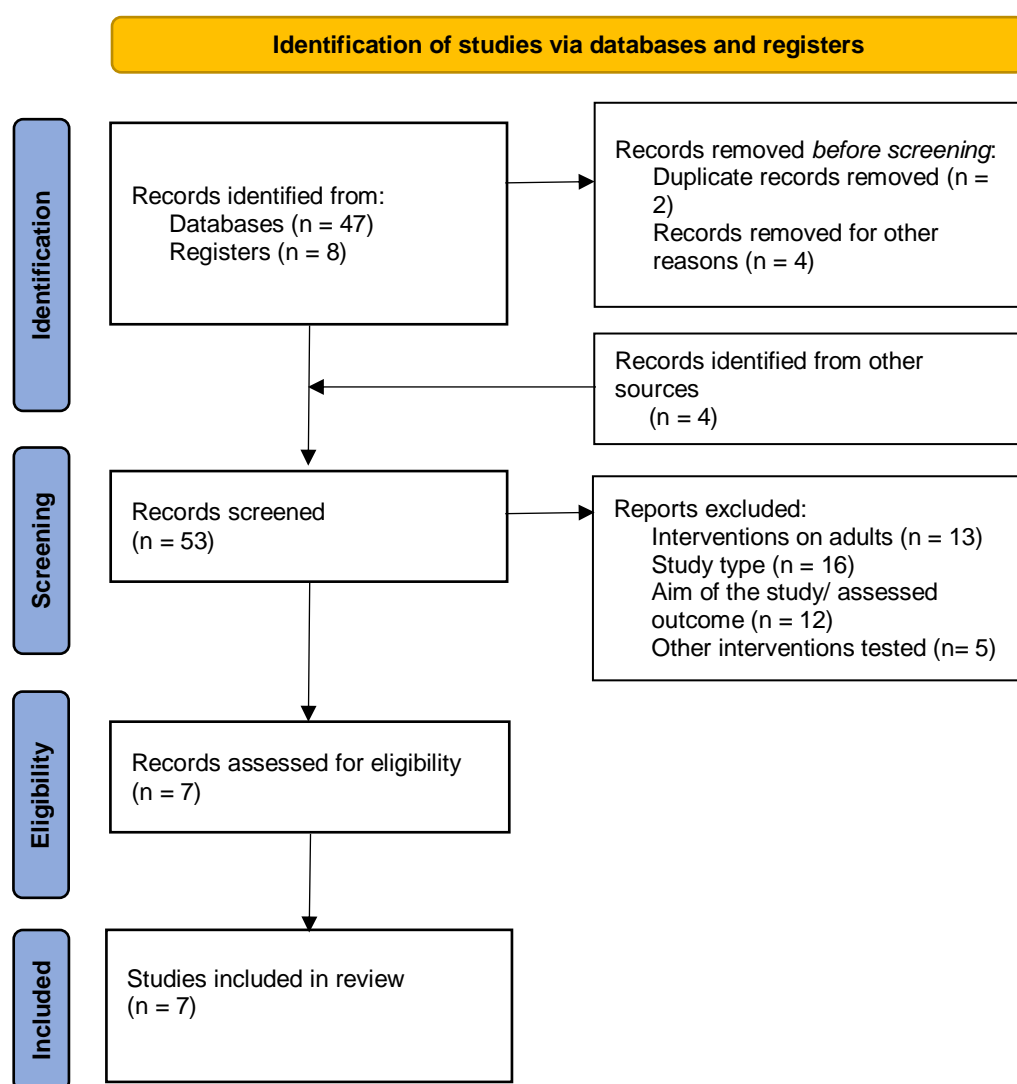 Identification of studies via databases and registers
Identification
Records identified from:
Databases (n = 47)
Registers (n = 8)
Records removed before screening:
Duplicate records removed (n =
2)
Records removed for other
reasons (n = 4)
Records identified from other
sources
(n = 4)
Screening
Records screened
(n = 53)
Reports excluded:
Interventions on adults (n = 13)
Study type (n = 16)
Aim of the study/ assessed
outcome (n = 12)
Other interventions tested (n= 5)
Eligibility
Records assessed for eligibility
(n = 7)
Included
Studies included in review
(n = 7)